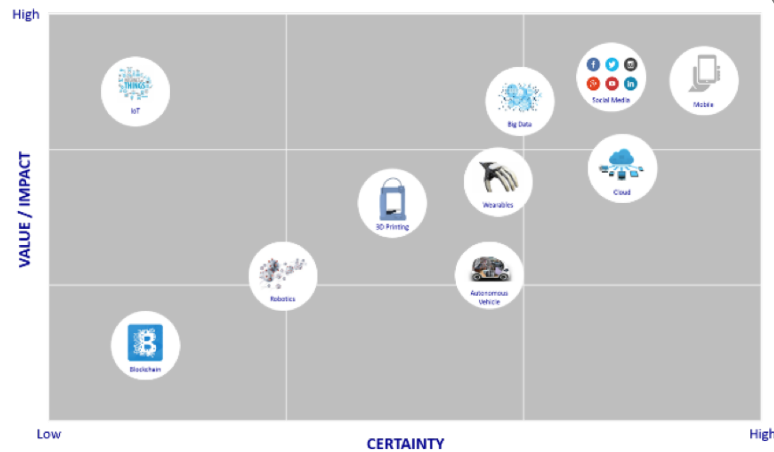 High
VALUE / IMPACT
IoT
THINGS
Big Data
Social Media
Mobile
Cloud
Wearables
3D Printing
Robotics
Autonomous
Vehicle
Blockchain
Low
CERTAINTY
High